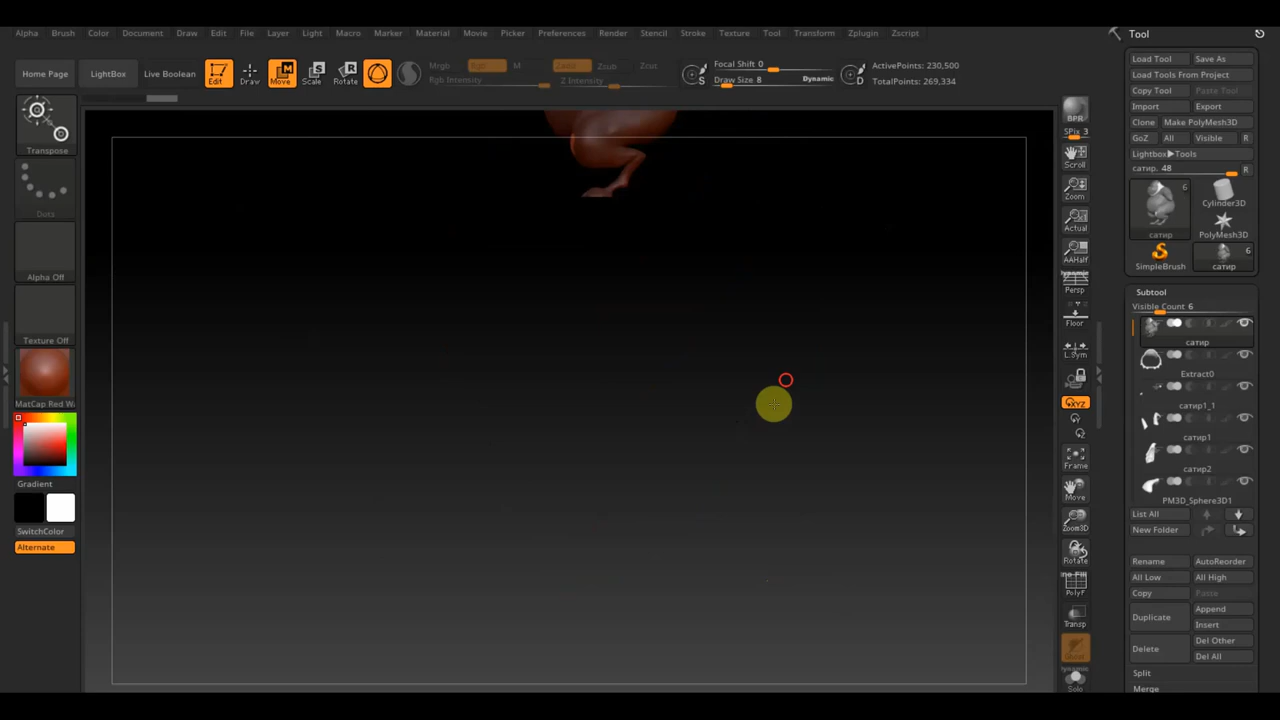 Alpha Brush Color Document Draw Edit File Layer Light Macro Marker Material Movie Picker Preferences Render Stencil Stroke Texture Tool Transform Zplugin Zscript
Tool
Home Page LightBox Live Boolean Edit Draw Move Scale Rotate
Mrgb Rgb M Zadd Zsub Zcut
Rgb Intensity Z Intensity
Focal Shift 0
Draw Size 8 Dynamic
S D
ActivePoints: 230,500
TotalPoints: 269,334
Transpose
Dots
Alpha Off
Texture Off
MatCap Red Wa
Gradient
SwitchColor
Alternate
BPR
SPix 3
Scroll
Zoom
Actual
AAHalf
Dynamic
Persp
Floor
L.Sym
XYZ
Frame
Move
Zoom3D
Rotate
PolyF
Transp
Solo
Load Tool Save As
Load Tools From Project
Copy Tool Paste Tool
Import Export
Clone Make PolyMesh3D
GoZ All Visible R
Lightbox▶Tools
сатир. 48 R
6
сатир
Cylinder3D
PolyMesh3D
SimpleBrush
6
сатир
Subtool
Visible Count 6
сатир
Extract0
сатир1_1
сатир1
сатир2
PM3D_Sphere3D1
List All
New Folder
Rename AutoReorder
All Low All High
Copy Paste
Duplicate Append
Insert
Delete Del Other
Del All
Split
Merge